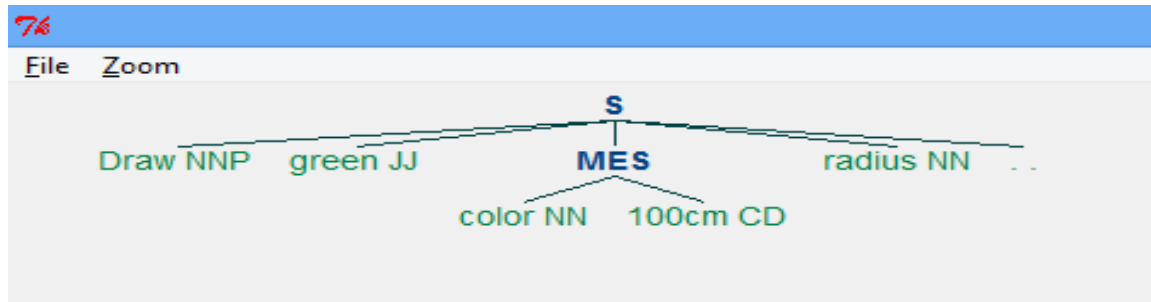 Tk
File Zoom
S
Draw NNP green JJ MES radius NN . .
color NN 100cm CD